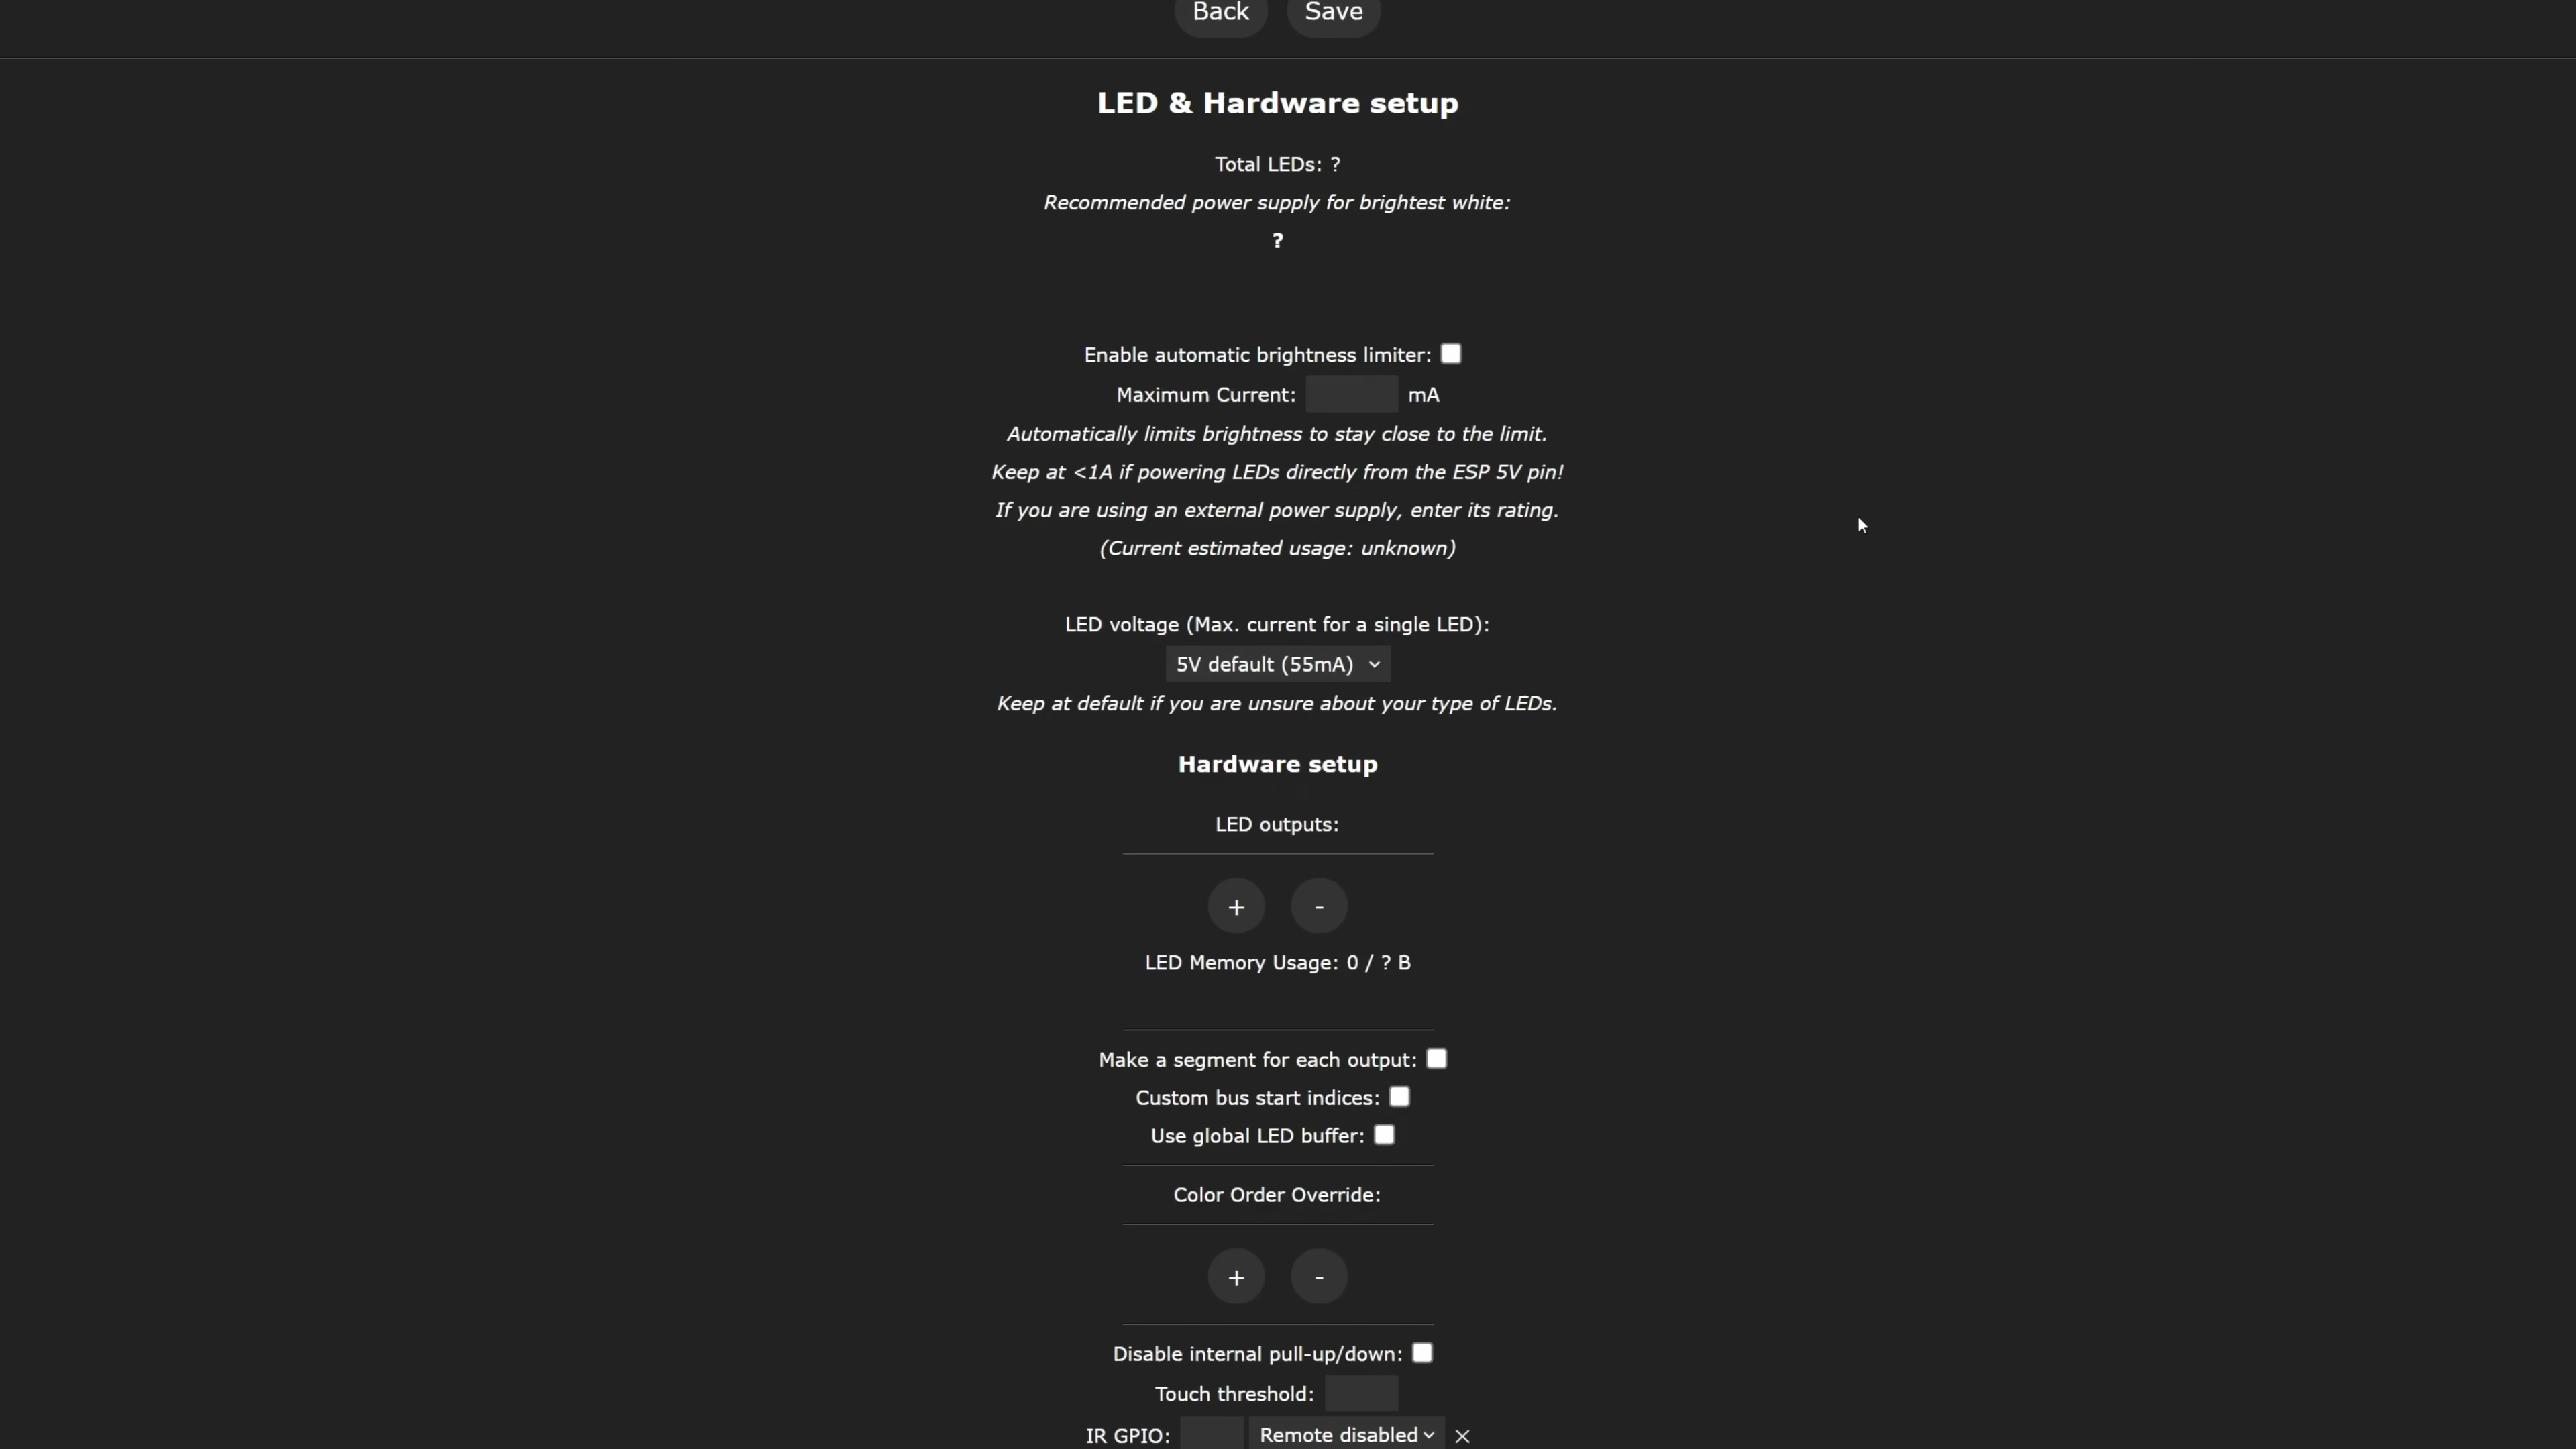 Back Save
LED & Hardware setup
Total LEDs: ?
Recommended power supply for brightest white:
?
Enable automatic brightness limiter:
Maximum Current: mA
Automatically limits brightness to stay close to the limit.
Keep at <1A if powering LEDs directly from the ESP 5V pin!
If you are using an external power supply, enter its rating.
(Current estimated usage: unknown)
LED voltage (Max. current for a single LED):
5V default (55mA)
Keep at default if you are unsure about your type of LEDs.
Hardware setup
LED outputs:
+ -
LED Memory Usage: 0 / ? B
Make a segment for each output:
Custom bus start indices:
Use global LED buffer:
Color Order Override:
+ -
Disable internal pull-up/down:
Touch threshold:
IR GPIO: Remote disabled ×